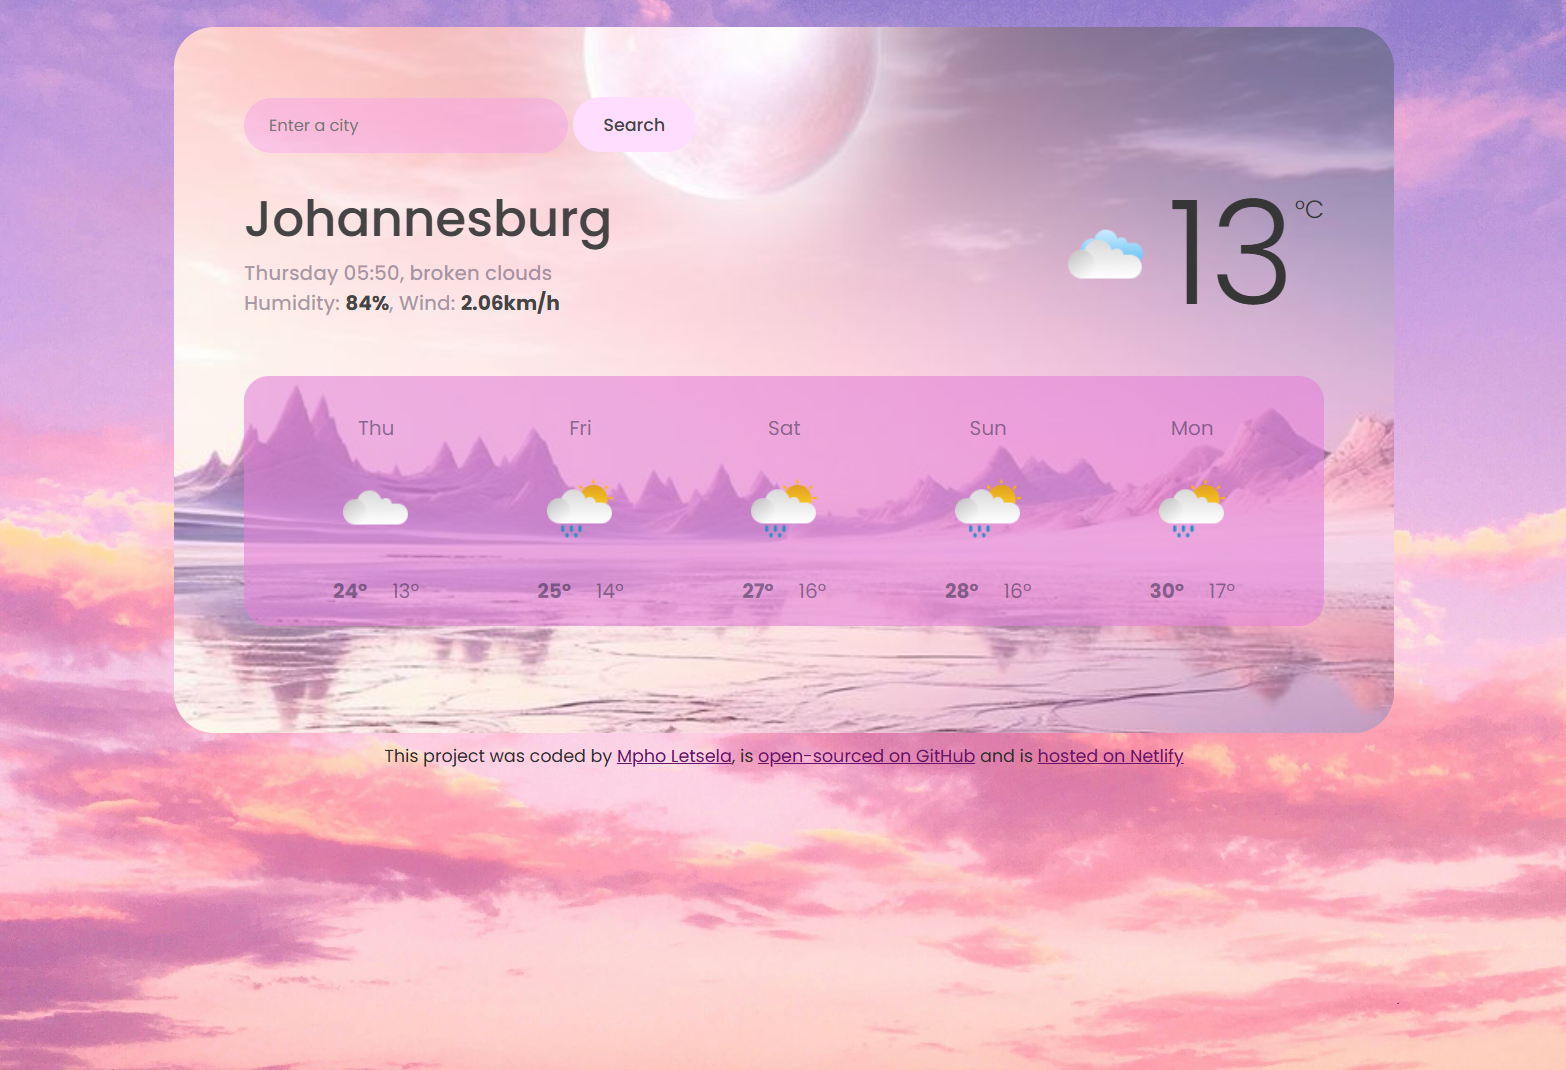 Enter a city
Search
Johannesburg
Thursday 05:50, broken clouds
Humidity: 84%, Wind: 2.06km/h
13 °C
Thu Fri Sat Sun Mon
24° 13° 25° 14° 27° 16° 28° 16° 30° 17°
This project was coded by Mpho Letsela, is open-sourced on GitHub and is hosted on Netlify